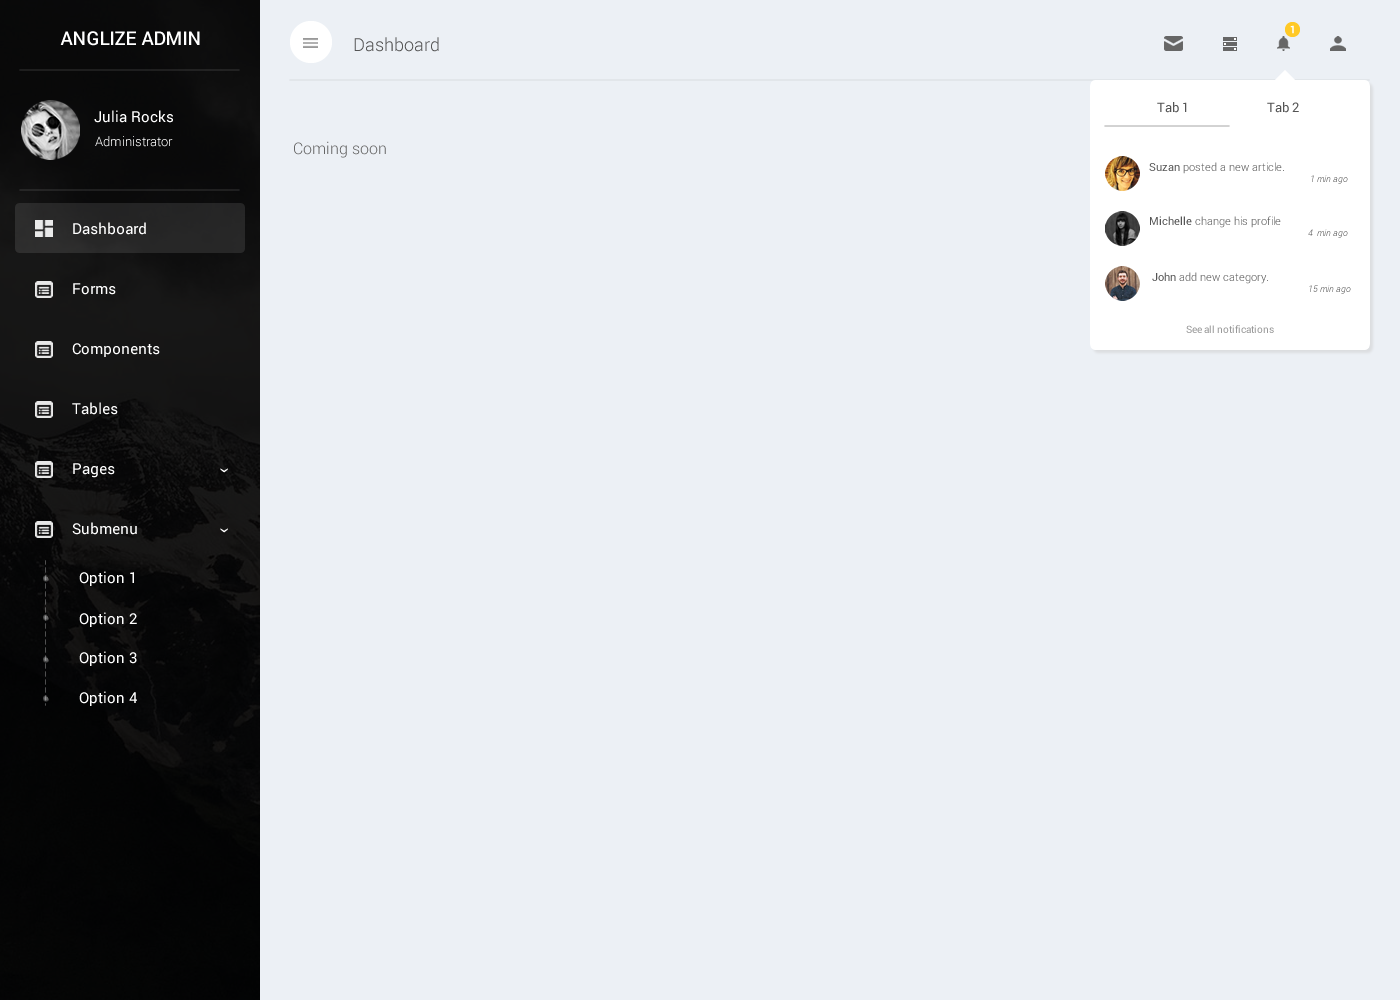 ANGLIZE ADMIN
Julia Rocks
Administrator
Dashboard
Forms
Components
Tables
Pages
Submenu
Option 1
Option 2
Option 3
Option 4
Dashboard
1
Coming soon
Tab 1
Tab 2
Suzan posted a new article.
1 min ago
Michelle change his profile
4 min ago
John add new category.
15 min ago
See all notifications